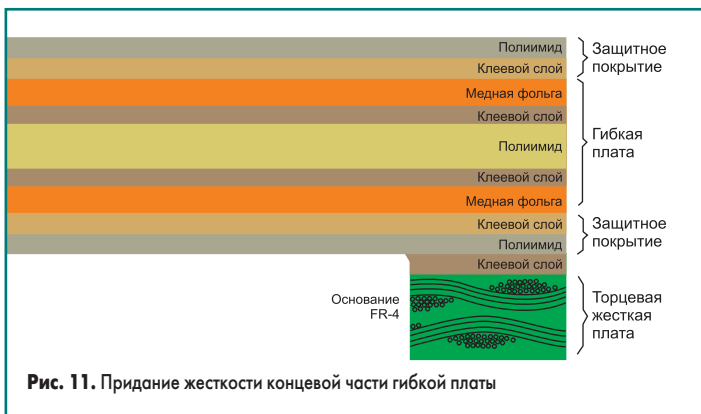 Полиимид
Клеевой слой
Защитное
покрытие
Медная фольга
Клеевой слой
Полиимид
Клеевой слой
Медная фольга
Гибкая
плата
Клеевой слой
Полиимид
Защитное
покрытие
Клеевой слой
Основание
FR-4
Торцевая
жесткая
плата
Рис. 11. Придание жесткости концевой части гибкой платы